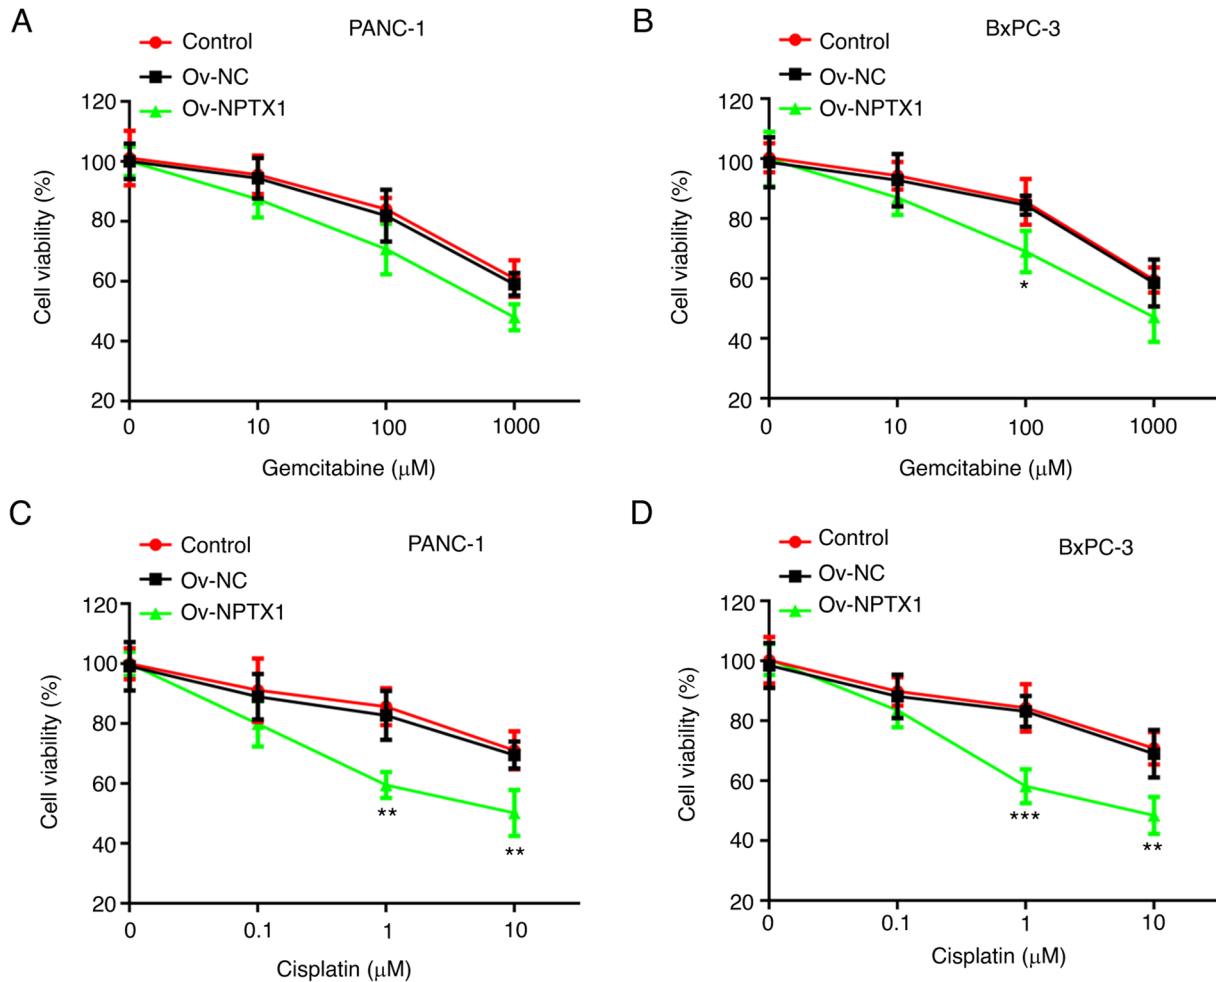 A
PANC-1
Control
Ov-NC
Ov-NPTX1
120
100
80
60
40
20
Cell viability (%)
0
10
100
1000
Gemcitabine (μM)
B
BxPC-3
Control
Ov-NC
Ov-NPTX1
120
100
80
60
40
20
Cell viability (%)
*
0
10
100
1000
Gemcitabine (μM)
C
PANC-1
Control
Ov-NC
Ov-NPTX1
120
100
80
60
40
20
Cell viability (%)
**
**
0
0.1
1
10
Cisplatin (μM)
D
BxPC-3
Control
Ov-NC
Ov-NPTX1
120
100
80
60
40
20
Cell viability (%)
***
**
0
0.1
1
10
Cisplatin (μM)